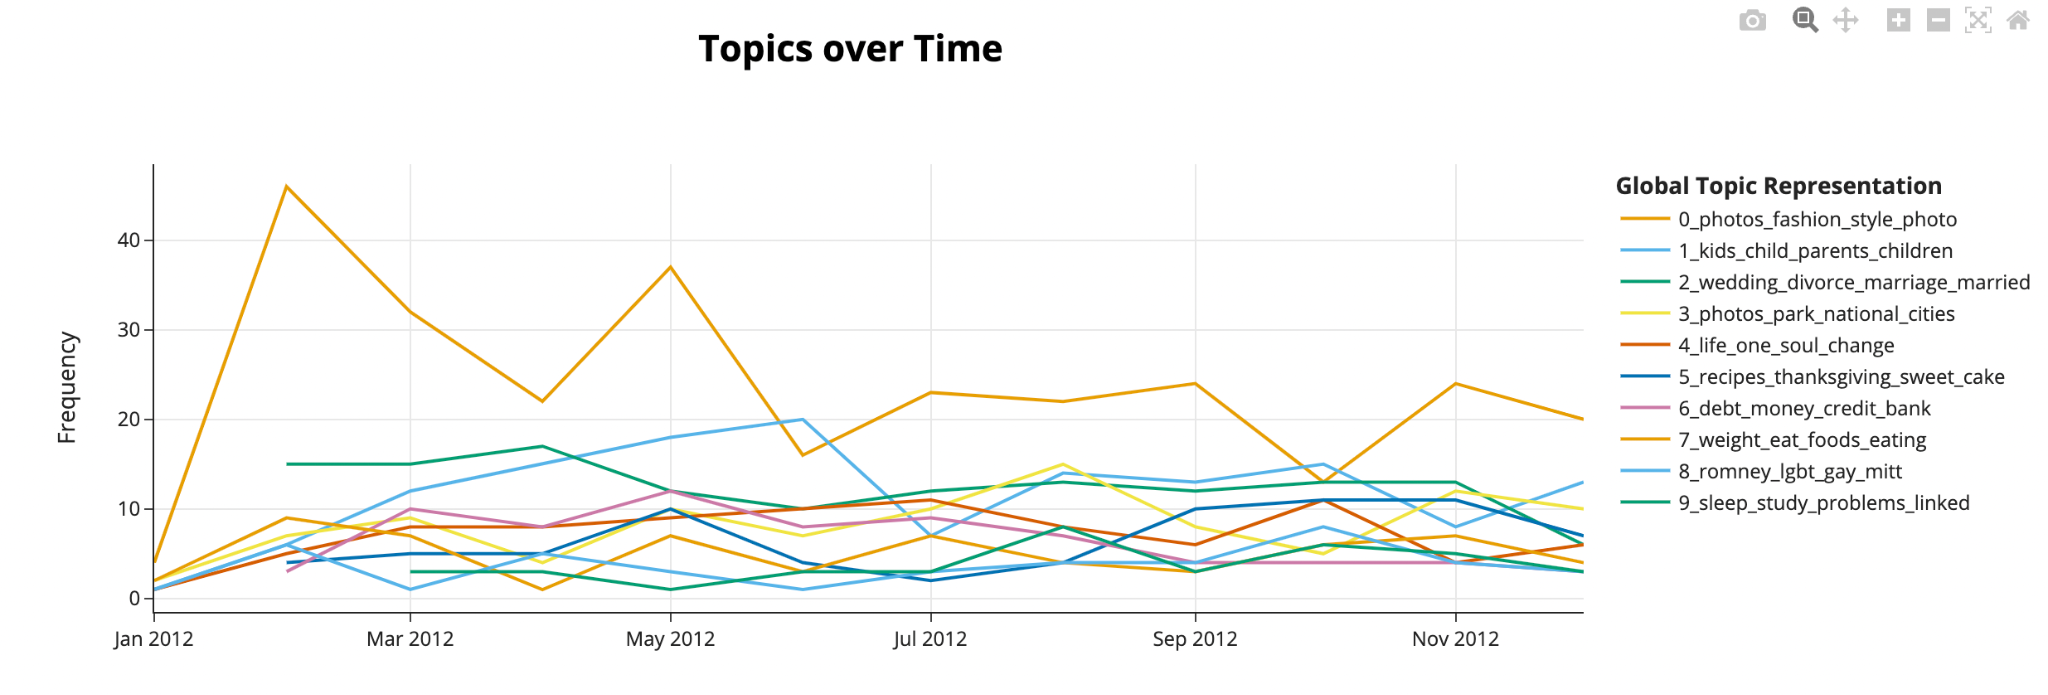 Topics over Time
Frequency
40
30
20
10
0
Jan 2012
Mar 2012
May 2012
Jul 2012
Sep 2012
Nov 2012
Global Topic Representation
0_photos_fashion_style_photo
1_kids_child_parents_children
2_wedding_divorce_marriage_married
3_photos_park_national_cities
4_life_one_soul_change
5_recipes_thanksgiving_sweet_cake
6_debt_money_credit_bank
7_weight_eat_foods_eating
8_romney_lgbt_gay_mitt
9_sleep_study_problems_linked